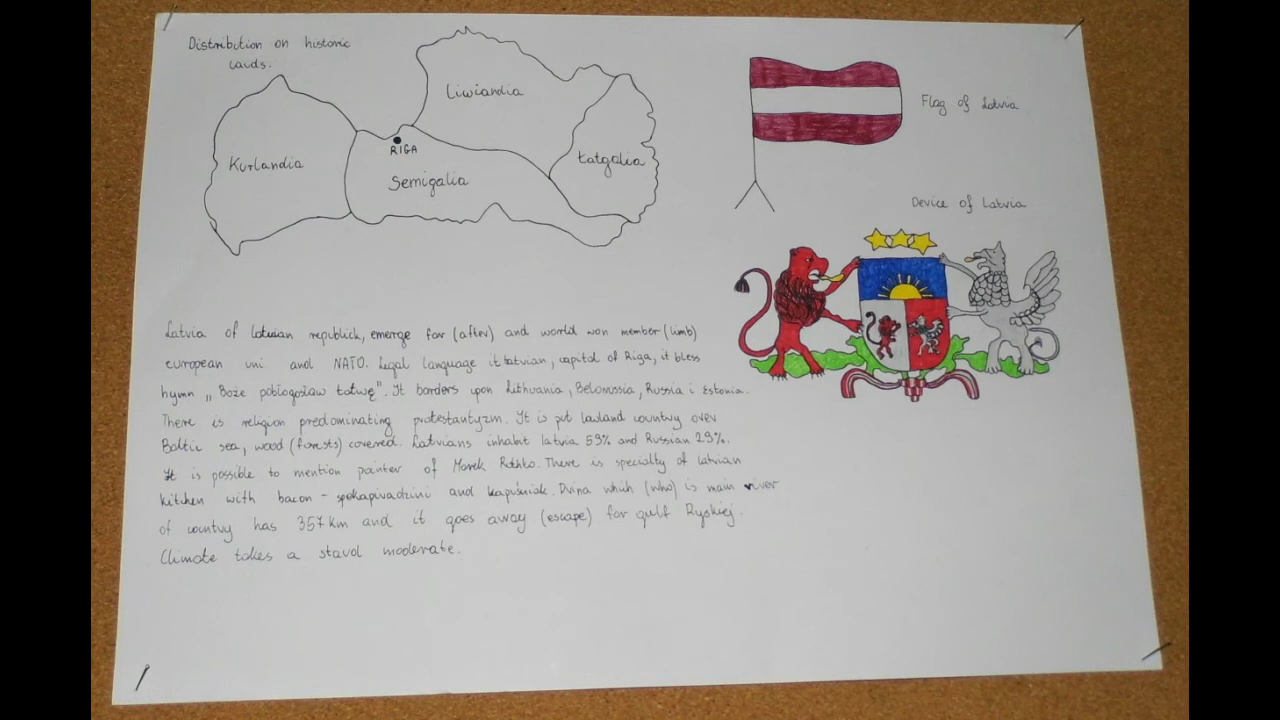 Distribution on historic
lands.
Liwlandia
Kurlandia
RIGA
Semigalia
Łatgalia
Flag of Latvia
Device of Latvia
Latvia of latvian republick, emerge for (after) and world won member (limb)
european uni and NATO. Legal language it latvian, capital of Riga, it bless
hymn „Boże pobłogosław Łotwę". It borders upon Lithuania, Belorussia, Russia i Estonia.
There is religion predominating protestantyzm. It is put lowland country over
Baltic sea, wood (forests) covered. Latvians inhabit latvia 59% and Russian 29%.
It is possible to mention painter of Marek Rothko. There is specialty of latvian
kitchen with bacon - spekapivadzini and kapuśniak. Dvina which (who) is main river
of country has 357 km and it goes away (escape) for gulf Ryskiej.
Climate takes a stand moderate.